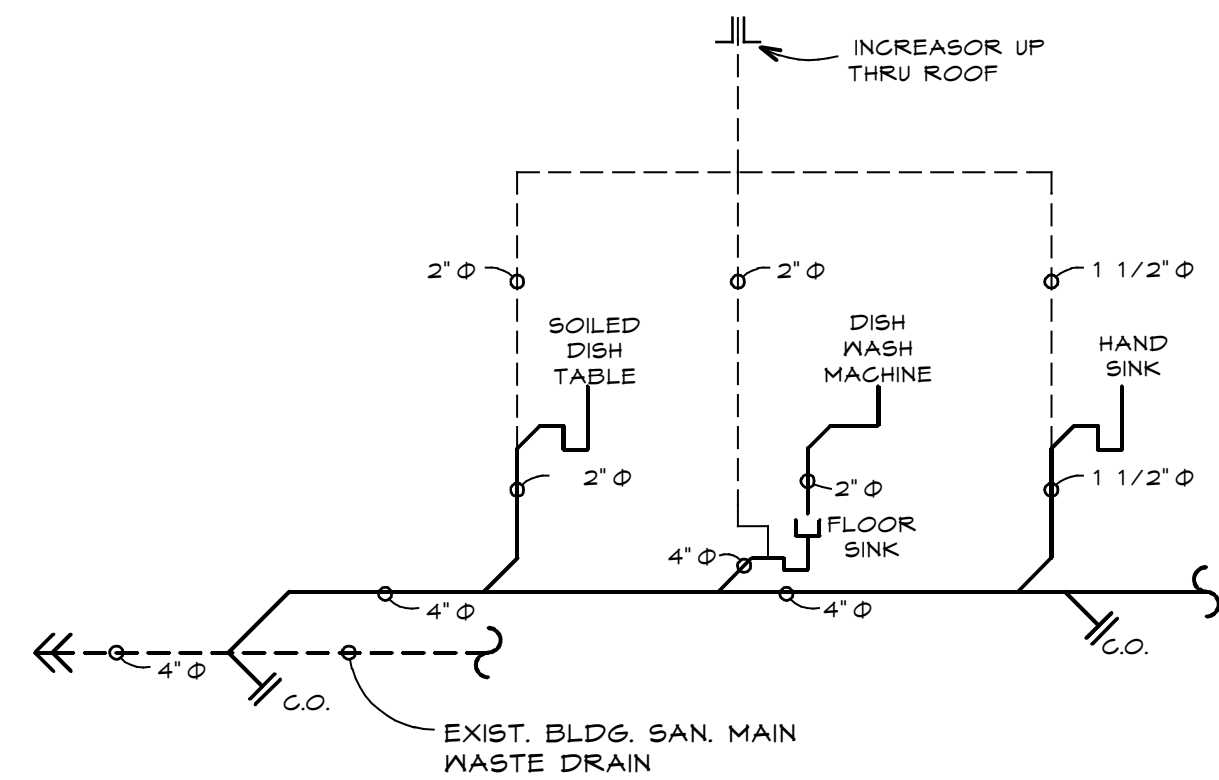 INCREASOR UP
THRU ROOF
2" Φ
2" Φ
1 1/2" Φ
SOILED
DISH
TABLE
DISH
WASH
MACHINE
HAND
SINK
2" Φ
2" Φ
1 1/2" Φ
FLOOR
SINK
4" Φ
4" Φ
4" Φ
C.O.
4" Φ
C.O.
EXIST. BLDG. SAN. MAIN
WASTE DRAIN